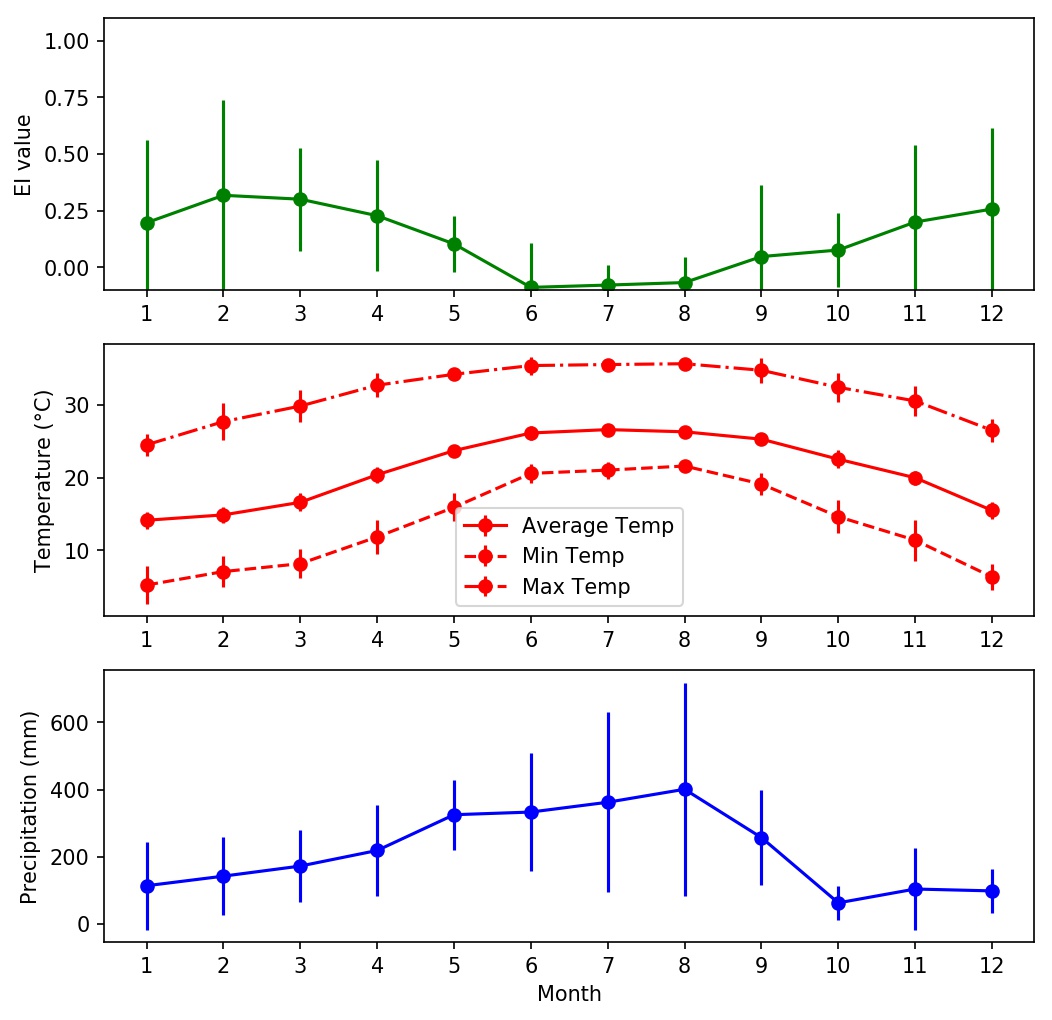 1.00
0.75
0.50
0.25
0.00
EI value
1 2 3 4 5 6 7 8 9 10 11 12
30
20
10
Temperature (°C)
Average Temp
Min Temp
Max Temp
1 2 3 4 5 6 7 8 9 10 11 12
600
400
200
0
Precipitation (mm)
1 2 3 4 5 6 7 8 9 10 11 12
Month